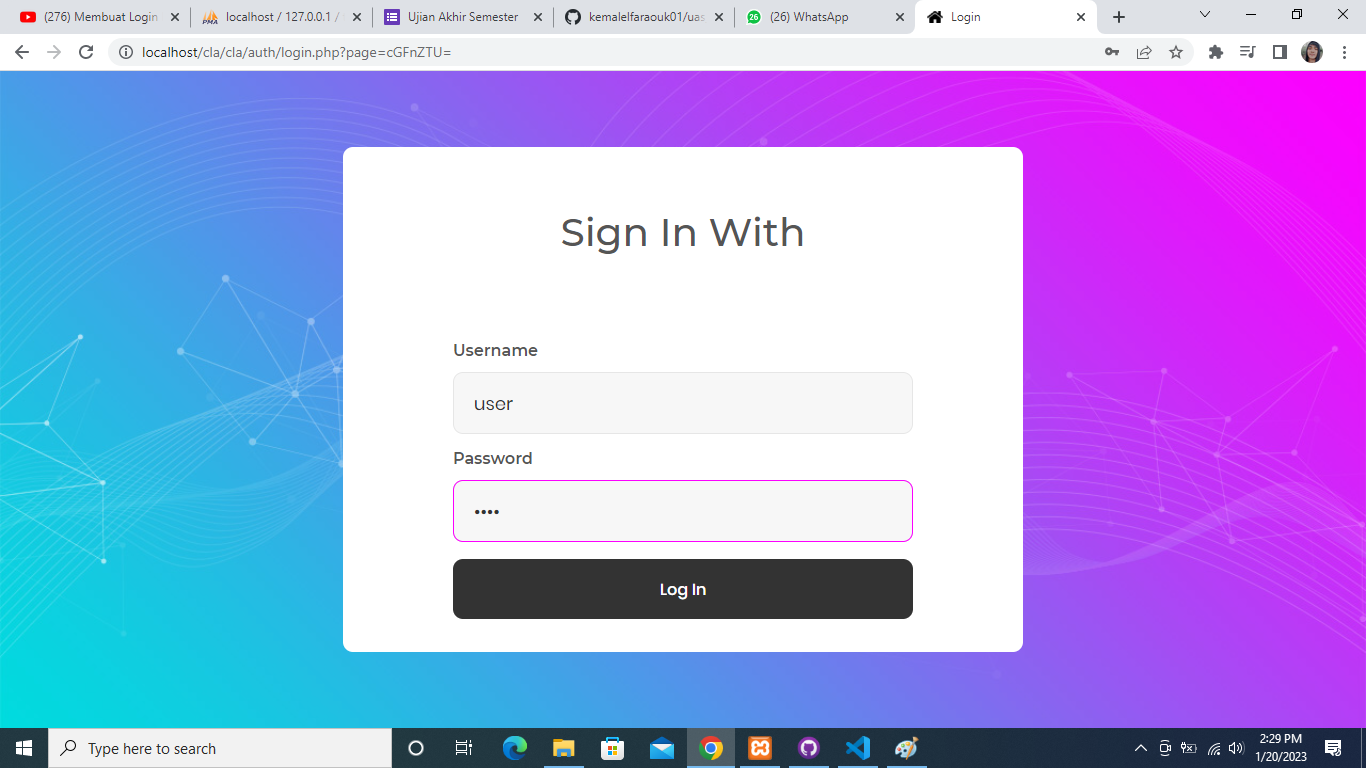 (276) Membuat Login
localhost / 127.0.0.1 /
Ujian Akhir Semester
kemalelfaraouk01/uas
26
(26) WhatsApp
Login
localhost/cla/cla/auth/login.php?page=cGFnZTU=
Sign In With
Username
user
Password
••••
Log In
Type here to search
2:29 PM
1/20/2023